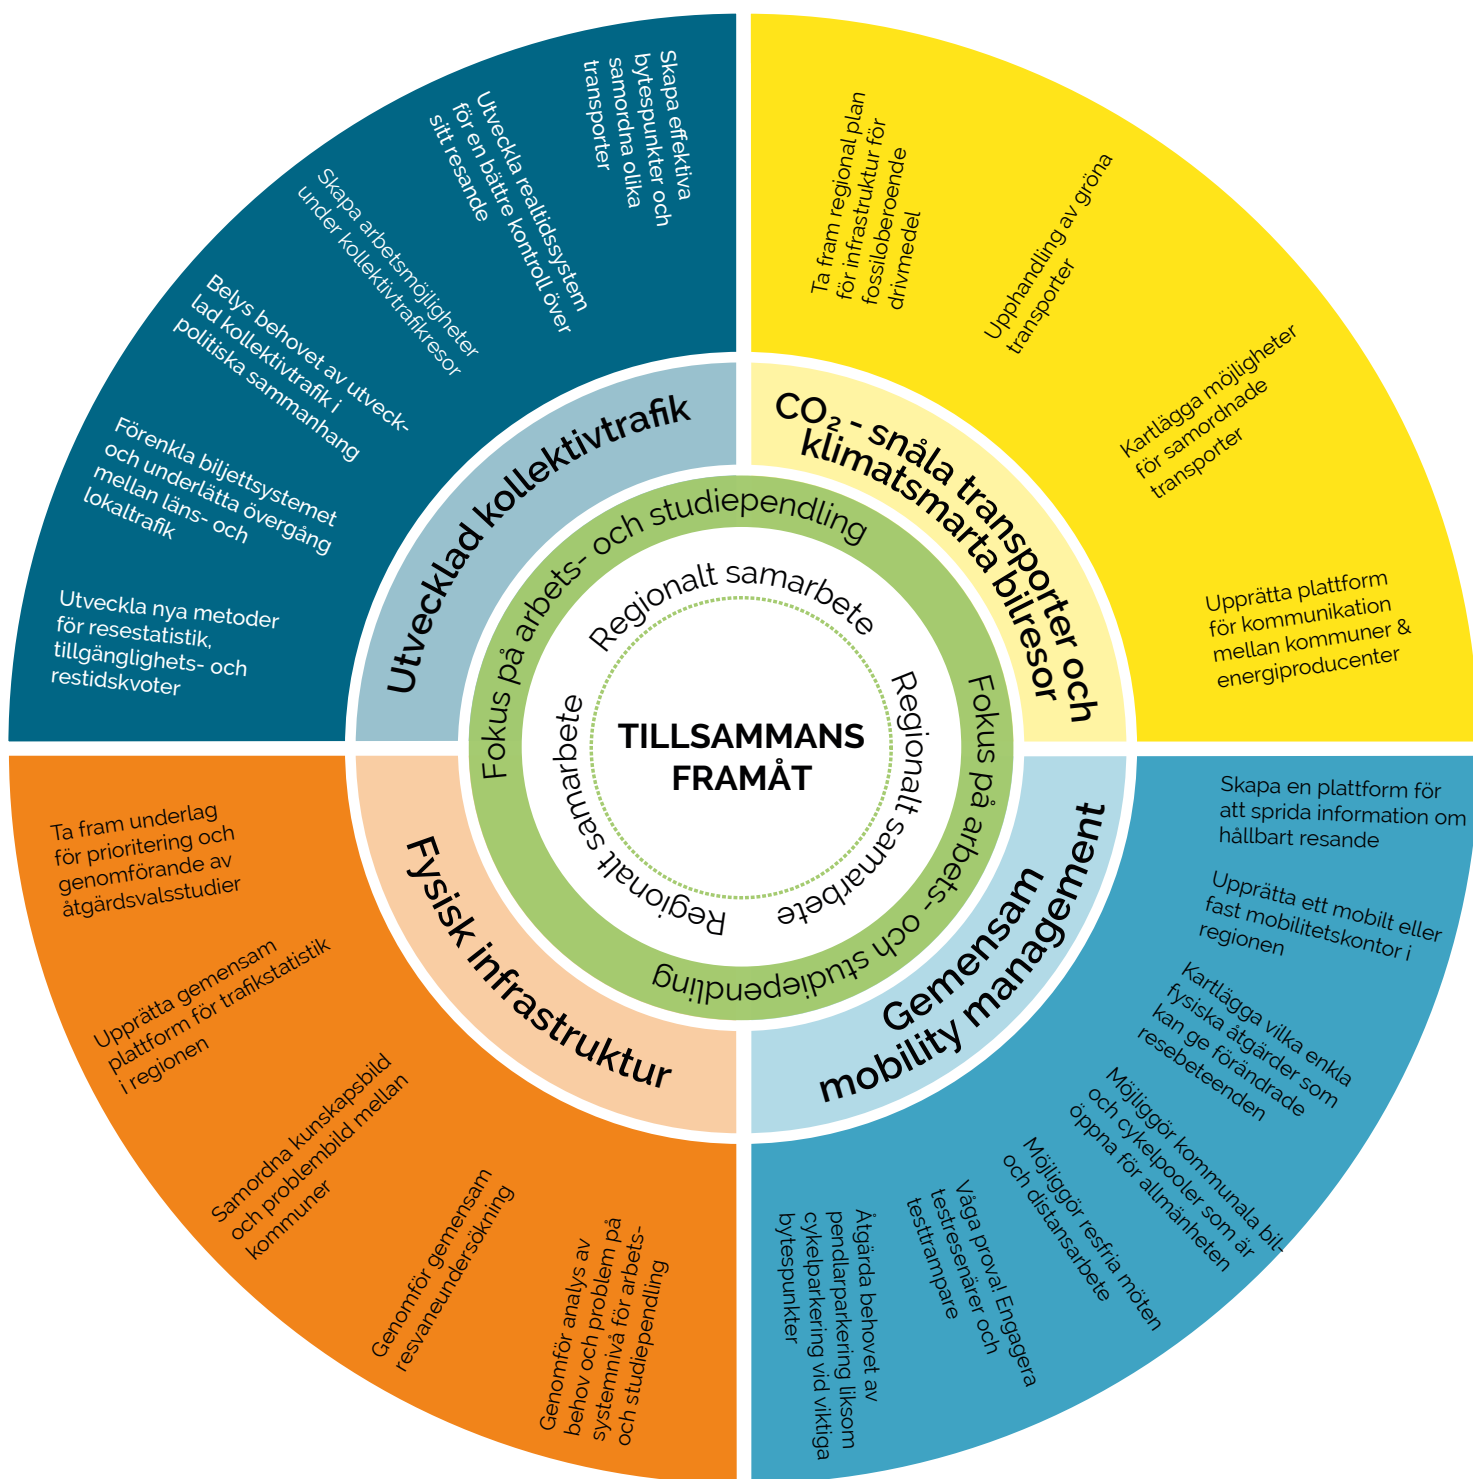 Skapa effektiva
bytespunkter och
samordna olika
transporter
Utveckla realtidssystem
för en bättre kontroll över
sitt resande
Skapa arbetsmöjligheter
under kollektivtrafikresor
Belys behovet av utveck-
lad kollektivtrafik i
politiska sammanhang
Förenkla biljettsystemet
och underlätta övergång
mellan läns- och
lokaltrafik
Utveckla nya metoder
för resestatistik,
tillgänglighets- och
restidskvoter
Utvecklad kollektivtrafik
Ta fram regional plan
för infrastruktur för
fossiloberoende
drivmedel
Upphandling av gröna
transporter
Kartlägga möjligheter
för samordnade
transporter
Upprätta plattform
för kommunikation
mellan kommuner &
energiproducenter
CO₂ - snåla transporter och
klimatsmarta bilresor
Fokus på arbets- och studiependling
Fokus på arbets- och studiependling
Regionalt samarbete
Regionalt samarbete
Regionalt samarbete
TILLSAMMANS
FRAMÅT
Fysisk infrastruktur
Ta fram underlag
för prioritering och
genomförande av
åtgärdsvalsstudier
Upprätta gemensam
plattform för trafikstatistik
i regionen
Samordna kunskapsbild
och problembild mellan
kommuner
Genomför gemensam
resvaneundersökning
Genomför analys av
behov och problem på
systemnivå för arbets-
och studiependling
Gemensam
mobility management
Skapa en plattform för
att sprida information om
hållbart resande
Upprätta ett mobilt eller
fast mobilitetskontor i
regionen
Kartlägga vilka enkla
fysiska åtgärder som
kan ge förändrade
resebeteenden
Möjliggör kommunala bil-
och cykelpooler som är
öppna för allmänheten
Möjliggör resfria möten
och distansarbete
Våga prova! Engagera
testresenärer och
testtrampare
Åtgärda behovet av
pendlarparkering liksom
cykelparkering vid viktiga
bytespunkter